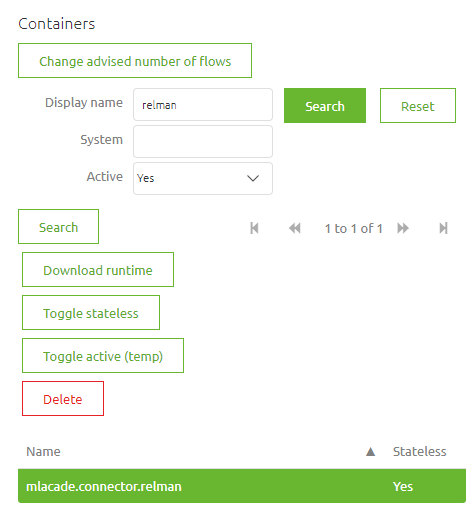 Containers
Change advised number of flows
Display name relman Search Reset
System
Active Yes
Search 1 to 1 of 1
Download runtime
Toggle stateless
Toggle active (temp)
Delete
Name ▲ Stateless
mlacade.connector.relman Yes